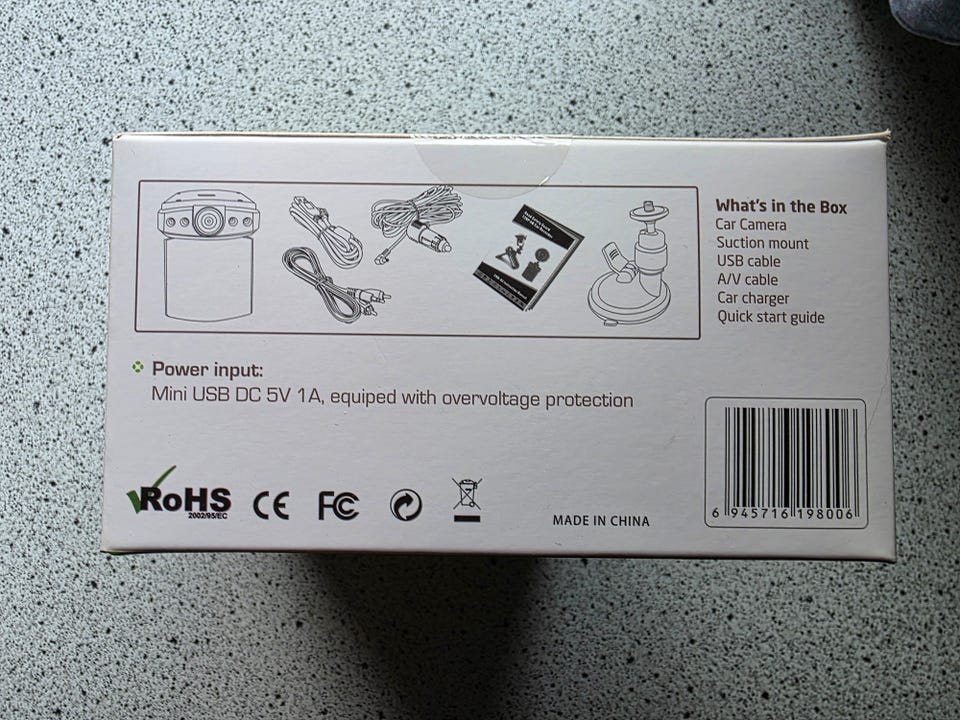 What's in the Box
Car Camera
Suction mount
USB cable
A/V cable
Car charger
Quick start guide
Power input:
Mini USB DC 5V 1A, equiped with overvoltage protection
RoHS
2002/95/EC
CE FC
MADE IN CHINA
6 945716 198006